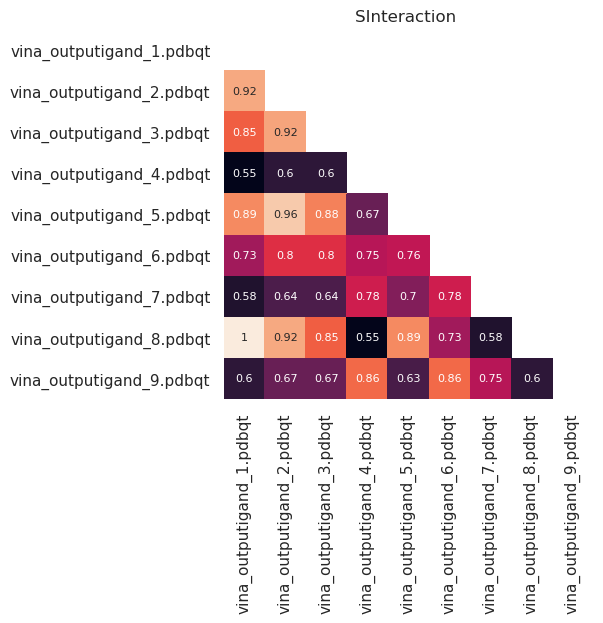 SInteraction
vina_outputigand_1.pdbqt
vina_outputigand_2.pdbqt 0.92
vina_outputigand_3.pdbqt 0.85 0.92
vina_outputigand_4.pdbqt 0.55 0.6 0.6
vina_outputigand_5.pdbqt 0.89 0.96 0.88 0.67
vina_outputigand_6.pdbqt 0.73 0.8 0.8 0.75 0.76
vina_outputigand_7.pdbqt 0.58 0.64 0.64 0.78 0.7 0.78
vina_outputigand_8.pdbqt 1 0.92 0.85 0.55 0.89 0.73 0.58
vina_outputigand_9.pdbqt 0.6 0.67 0.67 0.86 0.63 0.86 0.75 0.6
vina_outputigand_1.pdbqt
vina_outputigand_2.pdbqt
vina_outputigand_3.pdbqt
vina_outputigand_4.pdbqt
vina_outputigand_5.pdbqt
vina_outputigand_6.pdbqt
vina_outputigand_7.pdbqt
vina_outputigand_8.pdbqt
vina_outputigand_9.pdbqt